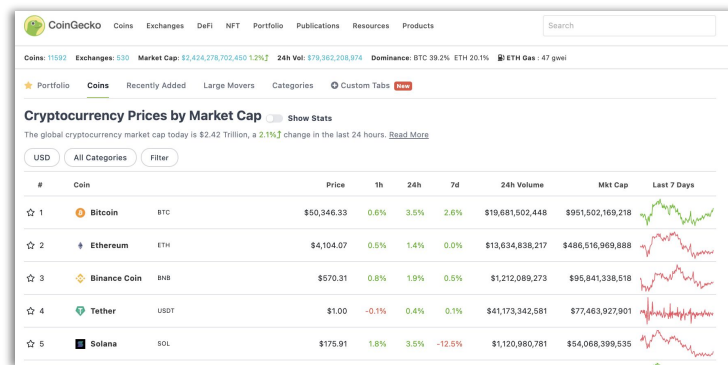 CoinGecko Coins Exchanges DeFi NFT Portfolio Publications Resources Products Search
Coins: 11592 Exchanges: 530 Market Cap: $2,424,278,702,450 1.2% 24h Vol: $79,362,208,974 Dominance: BTC 39.2% ETH 20.1% ETH Gas : 47 gwei
Portfolio Coins Recently Added Large Movers Categories Custom Tabs New
Cryptocurrency Prices by Market Cap Show Stats
The global cryptocurrency market cap today is $2.42 Trillion, a 2.1% change in the last 24 hours. Read More
USD All Categories Filter
# Coin Price 1h 24h 7d 24h Volume Mkt Cap Last 7 Days
1 Bitcoin BTC $50,346.33 0.6% 3.5% 2.6% $19,681,502,448 $951,502,169,218
2 Ethereum ETH $4,104.07 0.5% 1.4% 0.0% $13,634,838,217 $486,516,969,888
3 Binance Coin BNB $570.31 0.8% 1.9% 0.5% $1,212,089,273 $95,841,338,518
4 Tether USDT $1.00 -0.1% 0.4% 0.1% $41,173,342,581 $77,463,927,901
5 Solana SOL $175.91 1.8% 3.5% -12.5% $1,120,980,781 $54,068,399,535